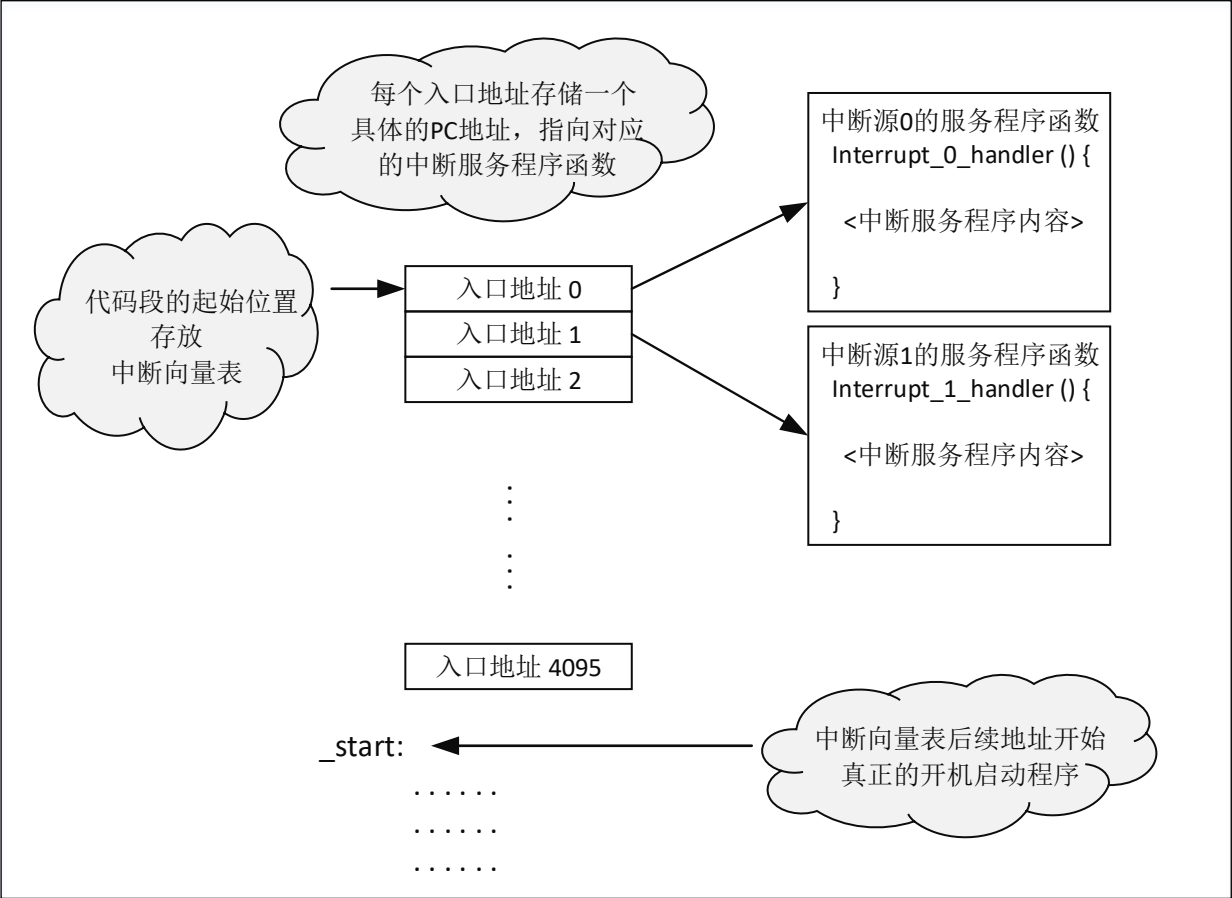 每个入口地址存储一个
具体的PC地址，指向对应
的中断服务程序函数
中断源0的服务程序函数
Interrupt_0_handler () {
<中断服务程序内容>
}
代码段的起始位置
存放
中断向量表
入口地址 0
入口地址 1
入口地址 2
中断源1的服务程序函数
Interrupt_1_handler () {
<中断服务程序内容>
}
入口地址 4095
_start:
中断向量表后续地址开始
真正的开机启动程序
......
......
......